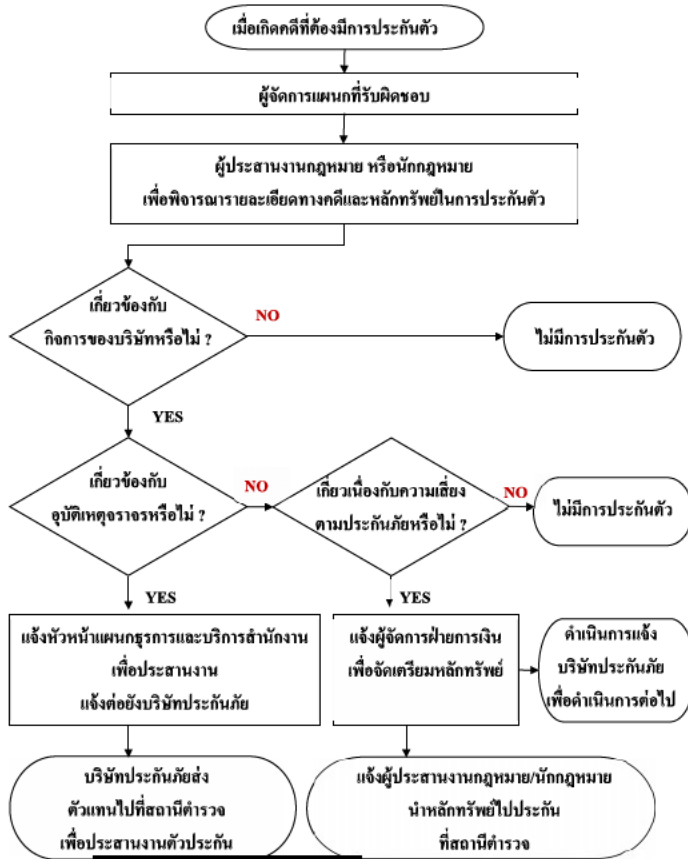 เมื่อเกิดคดีที่ต้องมีการประกันตัว
ผู้จัดการแผนกที่รับผิดชอบ
ผู้ประสานงานกฎหมาย หรือนักกฎหมาย
เพื่อพิจารณารายละเอียดทางคดีและหลักทรัพย์ในการประกันตัว
เกี่ยวข้องกับ
กิจการของบริษัทหรือไม่ ?
NO
ไม่มีการประกันตัว
YES
เกี่ยวข้องกับ
อุบัติเหตุจราจรหรือไม่ ?
NO
เกี่ยวเนื่องกับความเสี่ยง
ตามประกันภัยหรือไม่ ?
NO
ไม่มีการประกันตัว
YES
YES
แจ้งหัวหน้าแผนกธุรการและบริการสำนักงาน
เพื่อประสานงาน
แจ้งต่อยังบริษัทประกันภัย
แจ้งผู้จัดการฝ่ายการเงิน
เพื่อจัดเตรียมหลักทรัพย์
ดำเนินการแจ้ง
บริษัทประกันภัย
เพื่อดำเนินการต่อไป
บริษัทประกันภัยส่ง
ตัวแทนไปที่สถานีตำรวจ
เพื่อประสานงานตัวประกัน
แจ้งผู้ประสานงานกฎหมาย/นักกฎหมาย
นำหลักทรัพย์ไปประกัน
ที่สถานีตำรวจ